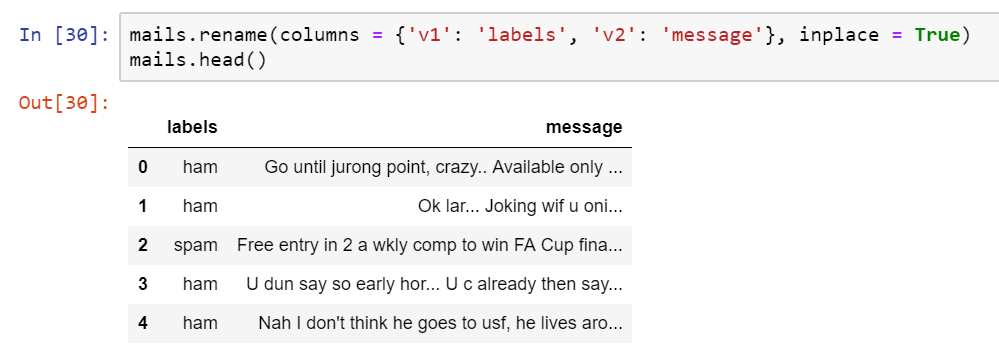 In [30]: mails.rename(columns = {'v1': 'labels', 'v2': 'message'}, inplace = True)
mails.head()
Out[30]:
labels message
0 ham Go until jurong point, crazy.. Available only ...
1 ham Ok lar... Joking wif u oni...
2 spam Free entry in 2 a wkly comp to win FA Cup fina...
3 ham U dun say so early hor... U c already then say...
4 ham Nah I don't think he goes to usf, he lives aro...